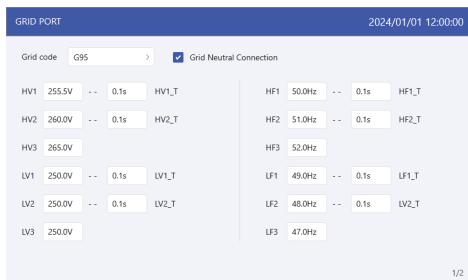 GRID PORT 2024/01/01 12:00:00
Grid code G95 > Grid Neutral Connection
HV1 255.5V -- 0.1s HV1_T HF1 50.0Hz -- 0.1s HF1_T
HV2 260.0V -- 0.1s HV2_T HF2 51.0Hz -- 0.1s HF2_T
HV3 265.0V HF3 52.0Hz
LV1 250.0V -- 0.1s LV1_T LF1 49.0Hz -- 0.1s LF1_T
LV2 250.0V -- 0.1s LV2_T LF2 48.0Hz -- 0.1s LV2_T
LV3 250.0V LF3 47.0Hz
1/2